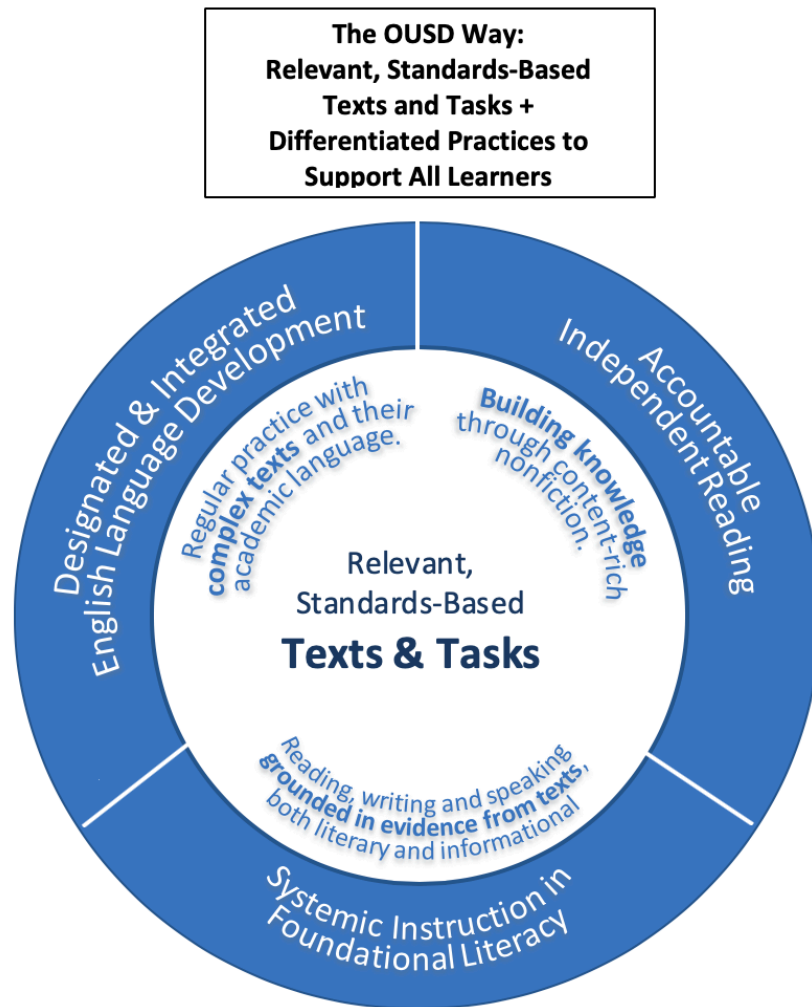 The OUSD Way:
Relevant, Standards-Based
Texts and Tasks +
Differentiated Practices to
Support All Learners
Designated & Integrated
English Language Development
Accountable
Independent Reading
Regular practice with
complex texts and their
academic language.
Building knowledge
through content-rich
nonfiction.
Relevant,
Standards-Based
Texts & Tasks
Reading, writing and speaking
grounded in evidence from texts,
both literary and informational
Systemic Instruction in
Foundational Literacy